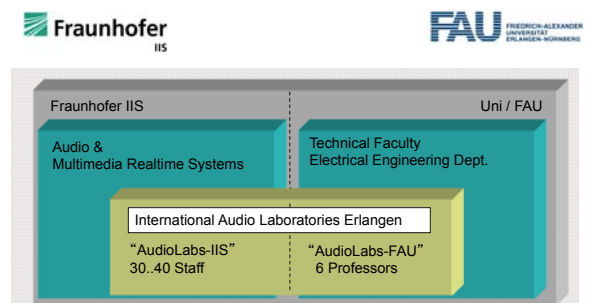 Fraunhofer
IIS
FAU
FRIEDRICH-ALEXANDER
UNIVERSITÄT
ERLANGEN-NÜRNBERG
Fraunhofer IIS
Uni / FAU
Audio &
Multimedia Realtime Systems
Technical Faculty
Electrical Engineering Dept.
International Audio Laboratories Erlangen
“AudioLabs-IIS”
30..40 Staff
“AudioLabs-FAU”
6 Professors